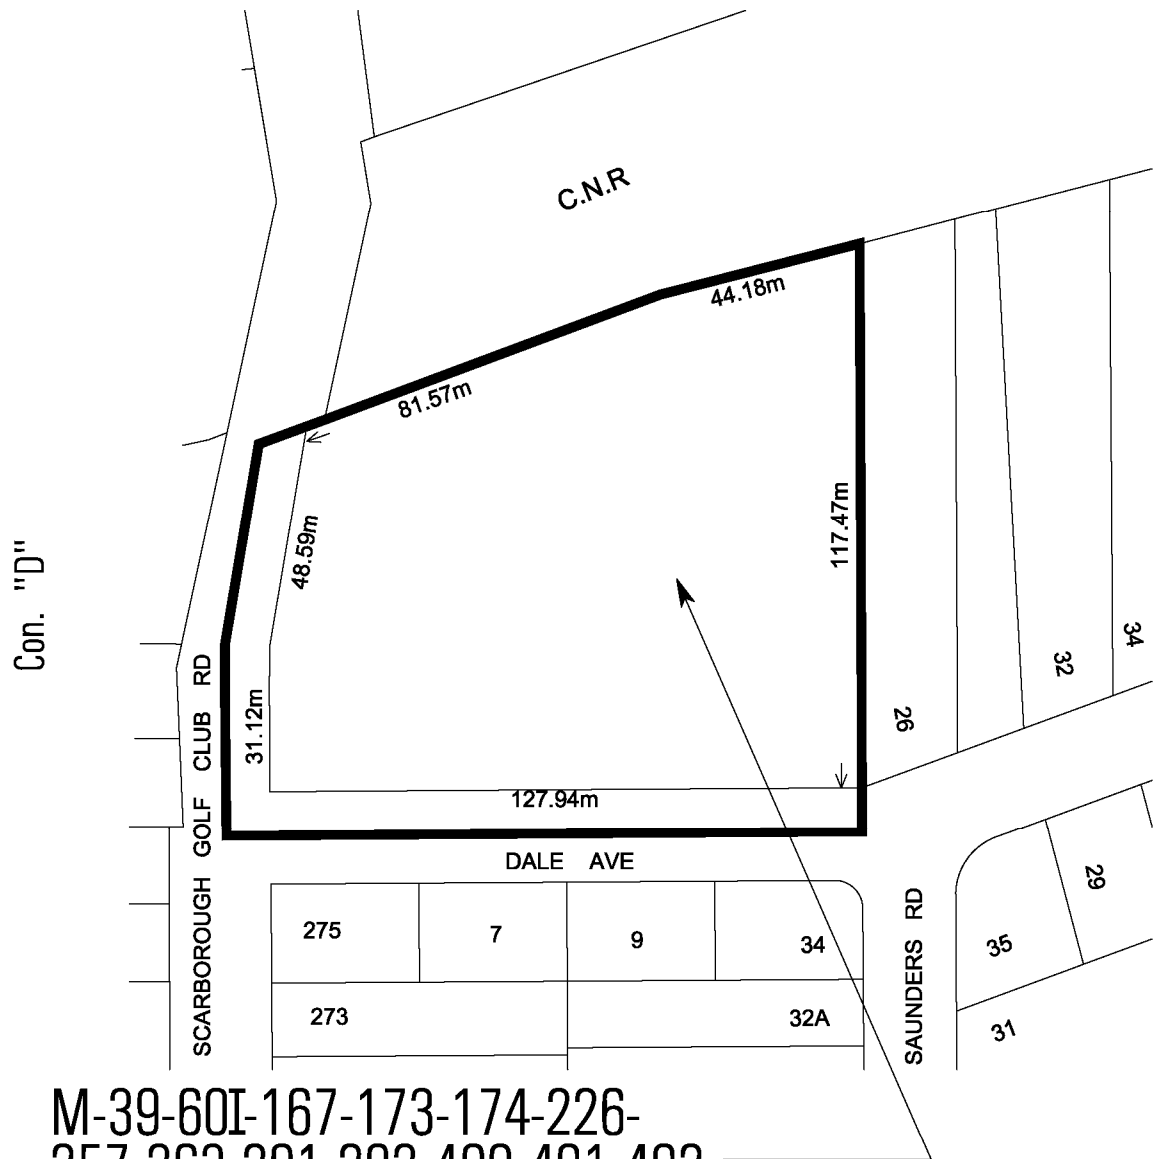 C.N.R
44.18m
81.57m
117.47m
48.59m
Con. "D"
34
32
26
31.12m
127.94m
SCARBOROUGH GOLF CLUB RD
DALE AVE
SAUNDERS RD
29
275
7
9
34
35
273
32A
31
M-39-60I-167-173-174-226-